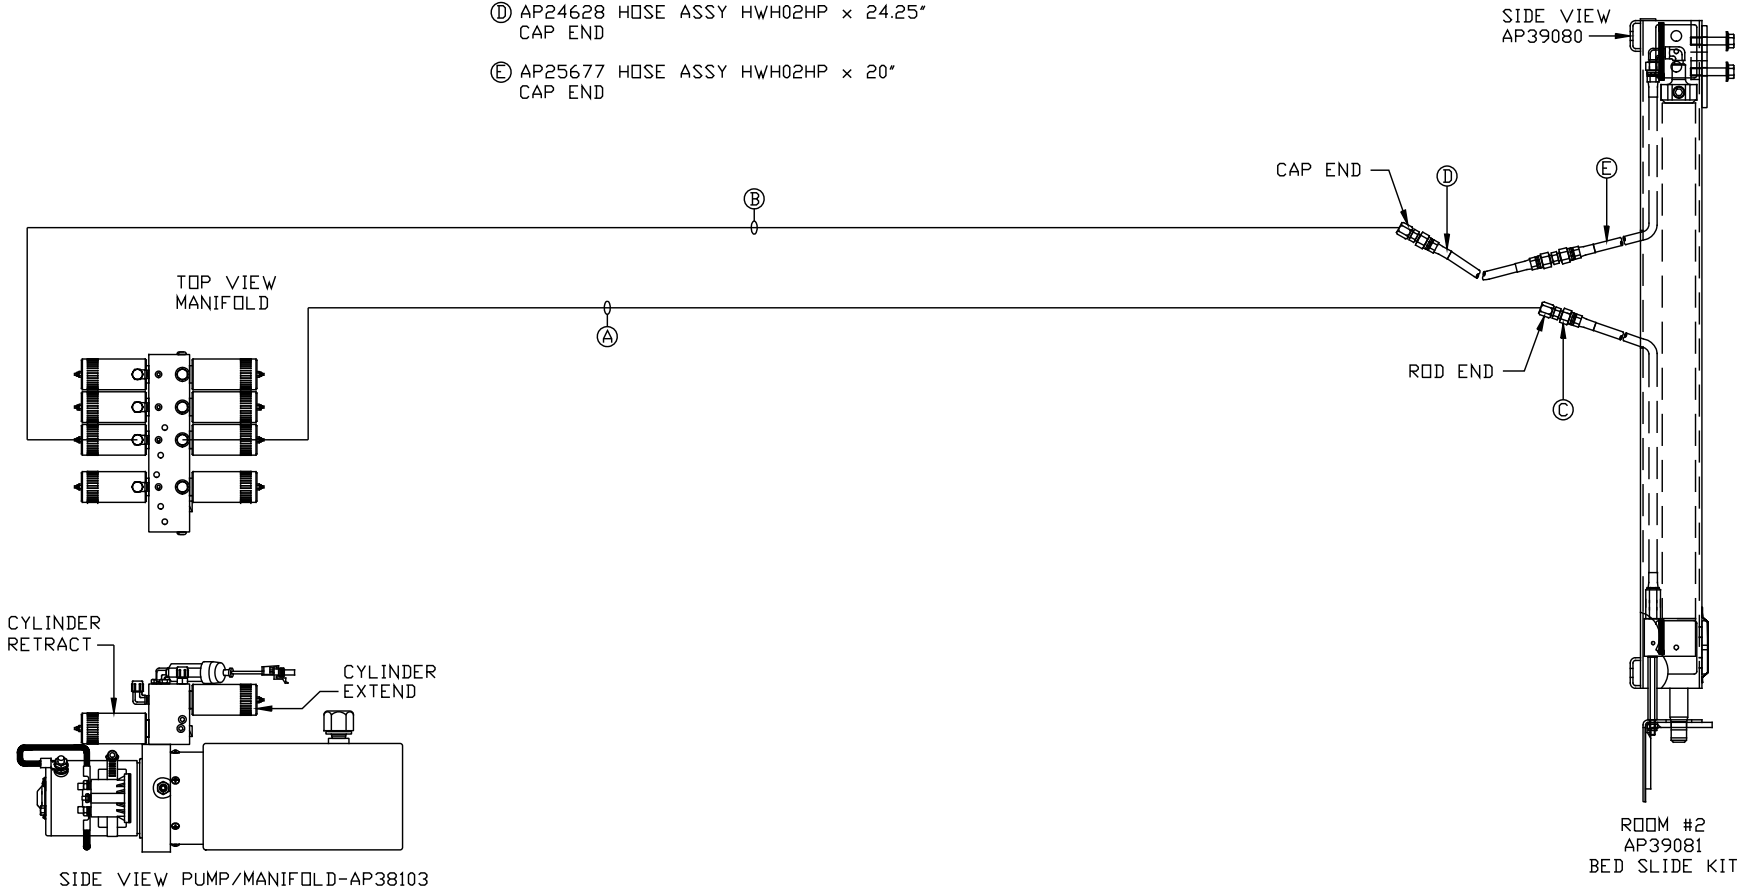 Ⓓ AP24628 HOSE ASSY HWH02HP x 24.25"
CAP END
Ⓔ AP25677 HOSE ASSY HWH02HP x 20"
CAP END
SIDE VIEW
AP39080
CAP END
D
E
B
TOP VIEW
MANIFOLD
A
ROD END
C
CYLINDER
RETRACT
CYLINDER
EXTEND
ROOM #2
AP39081
BED SLIDE KIT
SIDE VIEW PUMP/MANIFOLD-AP38103